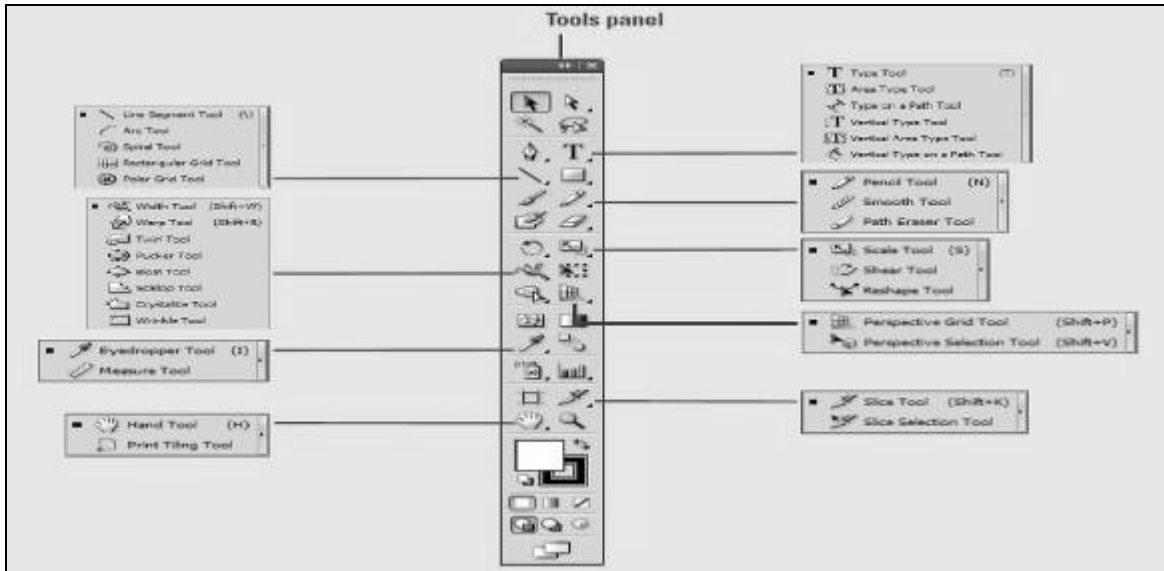 Tools panel
Line Segment Tool (\)
Arc Tool
Spiral Tool
Rectangular Grid Tool
Polar Grid Tool
Width Tool (Shift+W)
Warp Tool (Shift+R)
Twirl Tool
Pucker Tool
Bloat Tool
Scallop Tool
Crystallize Tool
Wrinkle Tool
Eyedropper Tool (I)
Measure Tool
Hand Tool (H)
Print Tiling Tool
T Type Tool (T)
Area Type Tool
Type on a Path Tool
Vertical Type Tool
Vertical Area Type Tool
Vertical Type on a Path Tool
Pencil Tool (N)
Smooth Tool
Path Eraser Tool
Scale Tool (S)
Shear Tool
Reshape Tool
Perspective Grid Tool (Shift+P)
Perspective Selection Tool (Shift+V)
Slice Tool (Shift+K)
Slice Selection Tool